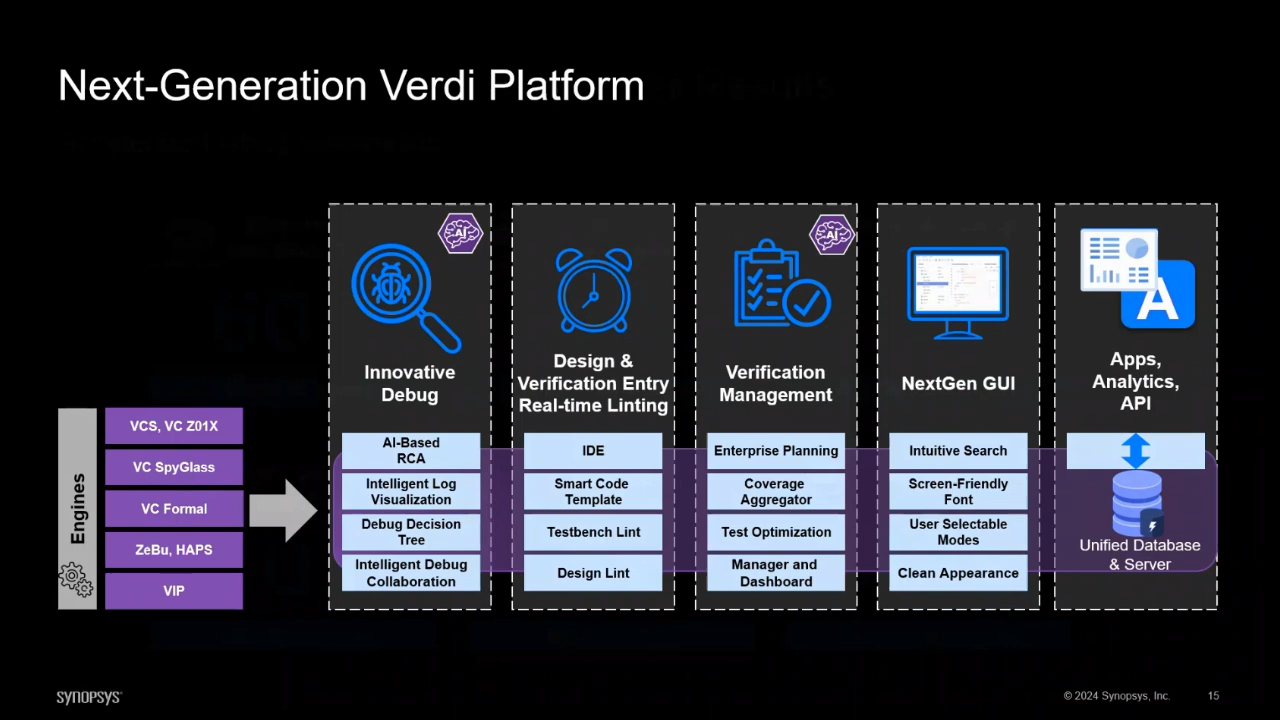 Next-Generation Verdi Platform
AI
AI
A
Innovative
Debug
Design &
Verification Entry
Real-time Linting
Verification
Management
NextGen GUI
Apps,
Analytics,
API
Engines
VCS, VC Z01X
VC SpyGlass
VC Formal
ZeBu, HAPS
VIP
AI-Based
RCA
Intelligent Log
Visualization
Debug Decision
Tree
Intelligent Debug
Collaboration
IDE
Smart Code
Template
Testbench Lint
Design Lint
Enterprise Planning
Coverage
Aggregator
Test Optimization
Manager and
Dashboard
Intuitive Search
Screen-Friendly
Font
User Selectable
Modes
Clean Appearance
Unified Database
& Server
SYNOPSYS
© 2024 Synopsys, Inc.
15